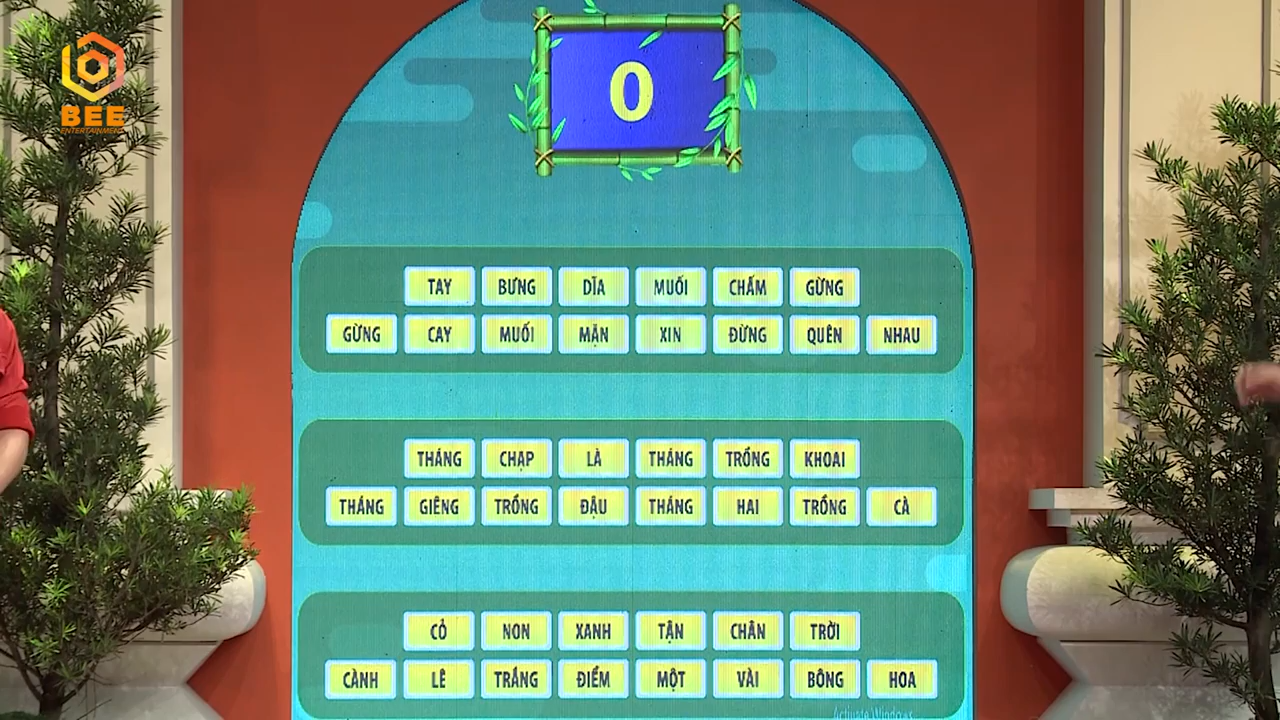 BEE
ENTERTAINMENT
0
TAY BƯNG DĨA MUỐI CHẤM GỪNG
GỪNG CAY MUỐI MẶN XIN ĐỪNG QUÊN NHAU
THÁNG CHẠP LÀ THÁNG TRỒNG KHOAI
THÁNG GIÊNG TRỒNG ĐẬU THÁNG HAI TRỒNG CÀ
CỎ NON XANH TẬN CHÂN TRỜI
CÀNH LÊ TRẮNG ĐIỂM MỘT VÀI BÔNG HOA
Activate Windows